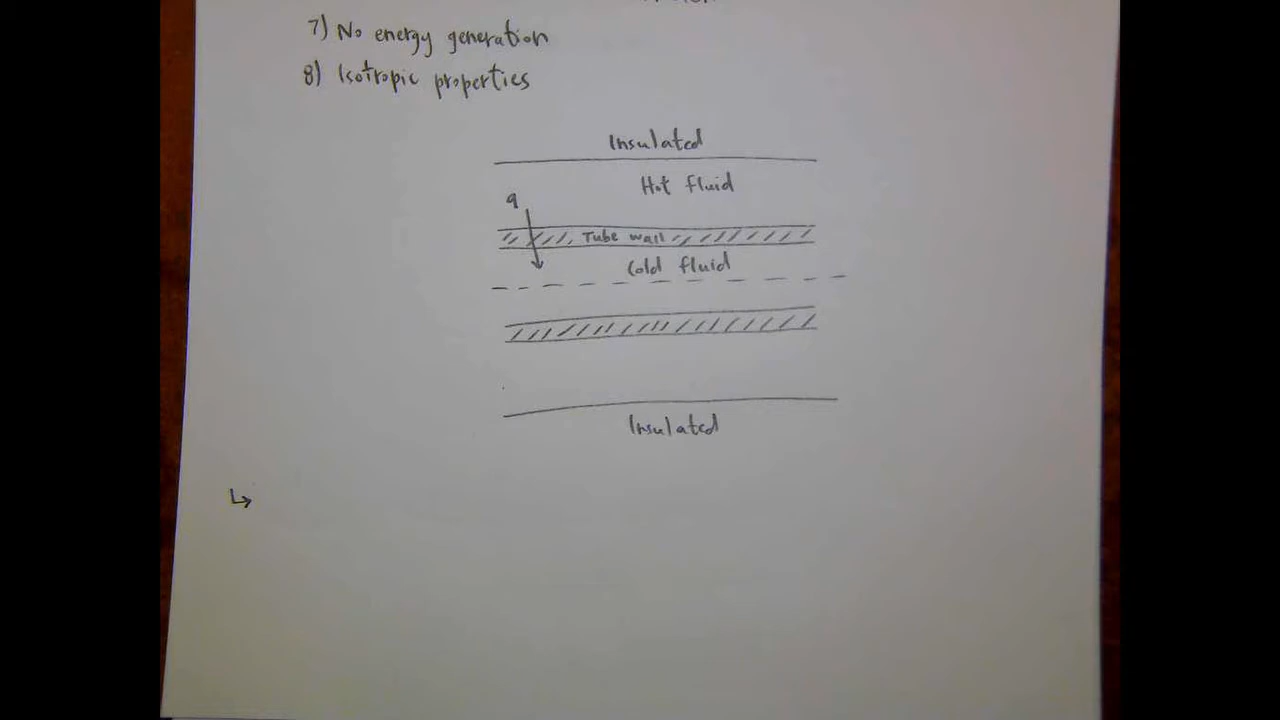 7) No energy generation
8) Isotropic properties
Insulated
Hot fluid
q
Tube wall
Cold fluid
Insulated